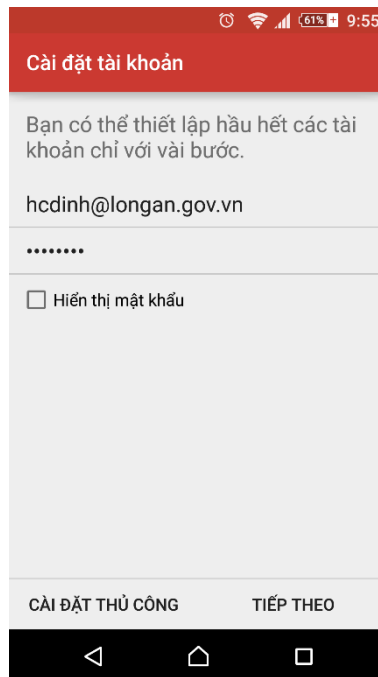 61% 9:55
Cài đặt tài khoản
Bạn có thể thiết lập hầu hết các tài
khoản chỉ với vài bước.
hcdinh@longan.gov.vn
••••••••
Hiển thị mật khẩu
CÀI ĐẶT THỦ CÔNG TIẾP THEO